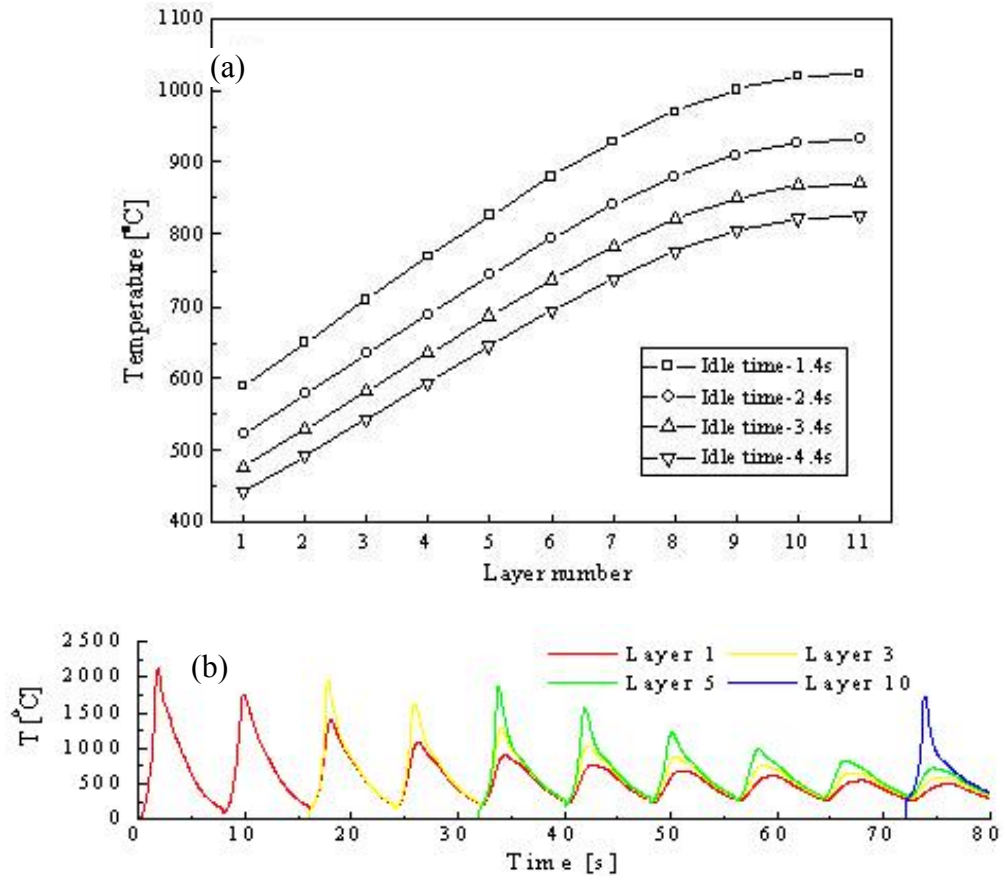 1100
(a)
1000
900
800
700
600
500
400
Temperature [°C]
Idle time-1.4s
Idle time-2.4s
Idle time-3.4s
Idle time-4.4s
1 2 3 4 5 6 7 8 9 10 11
Layer number
(b)
2500
2000
1500
1000
500
0
T [°C]
Layer 1 Layer 3
Layer 5 Layer 10
0 10 20 30 40 50 60 70 80
Time [s]